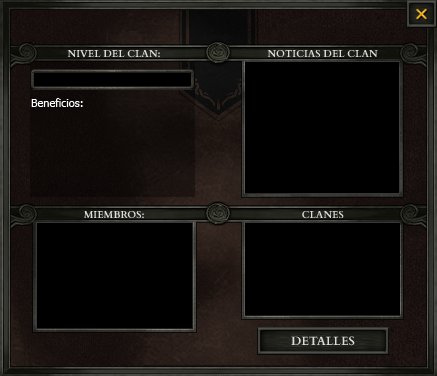 NIVEL DEL CLAN:
NOTICIAS DEL CLAN
Beneficios:
MIEMBROS:
CLANES
DETALLES